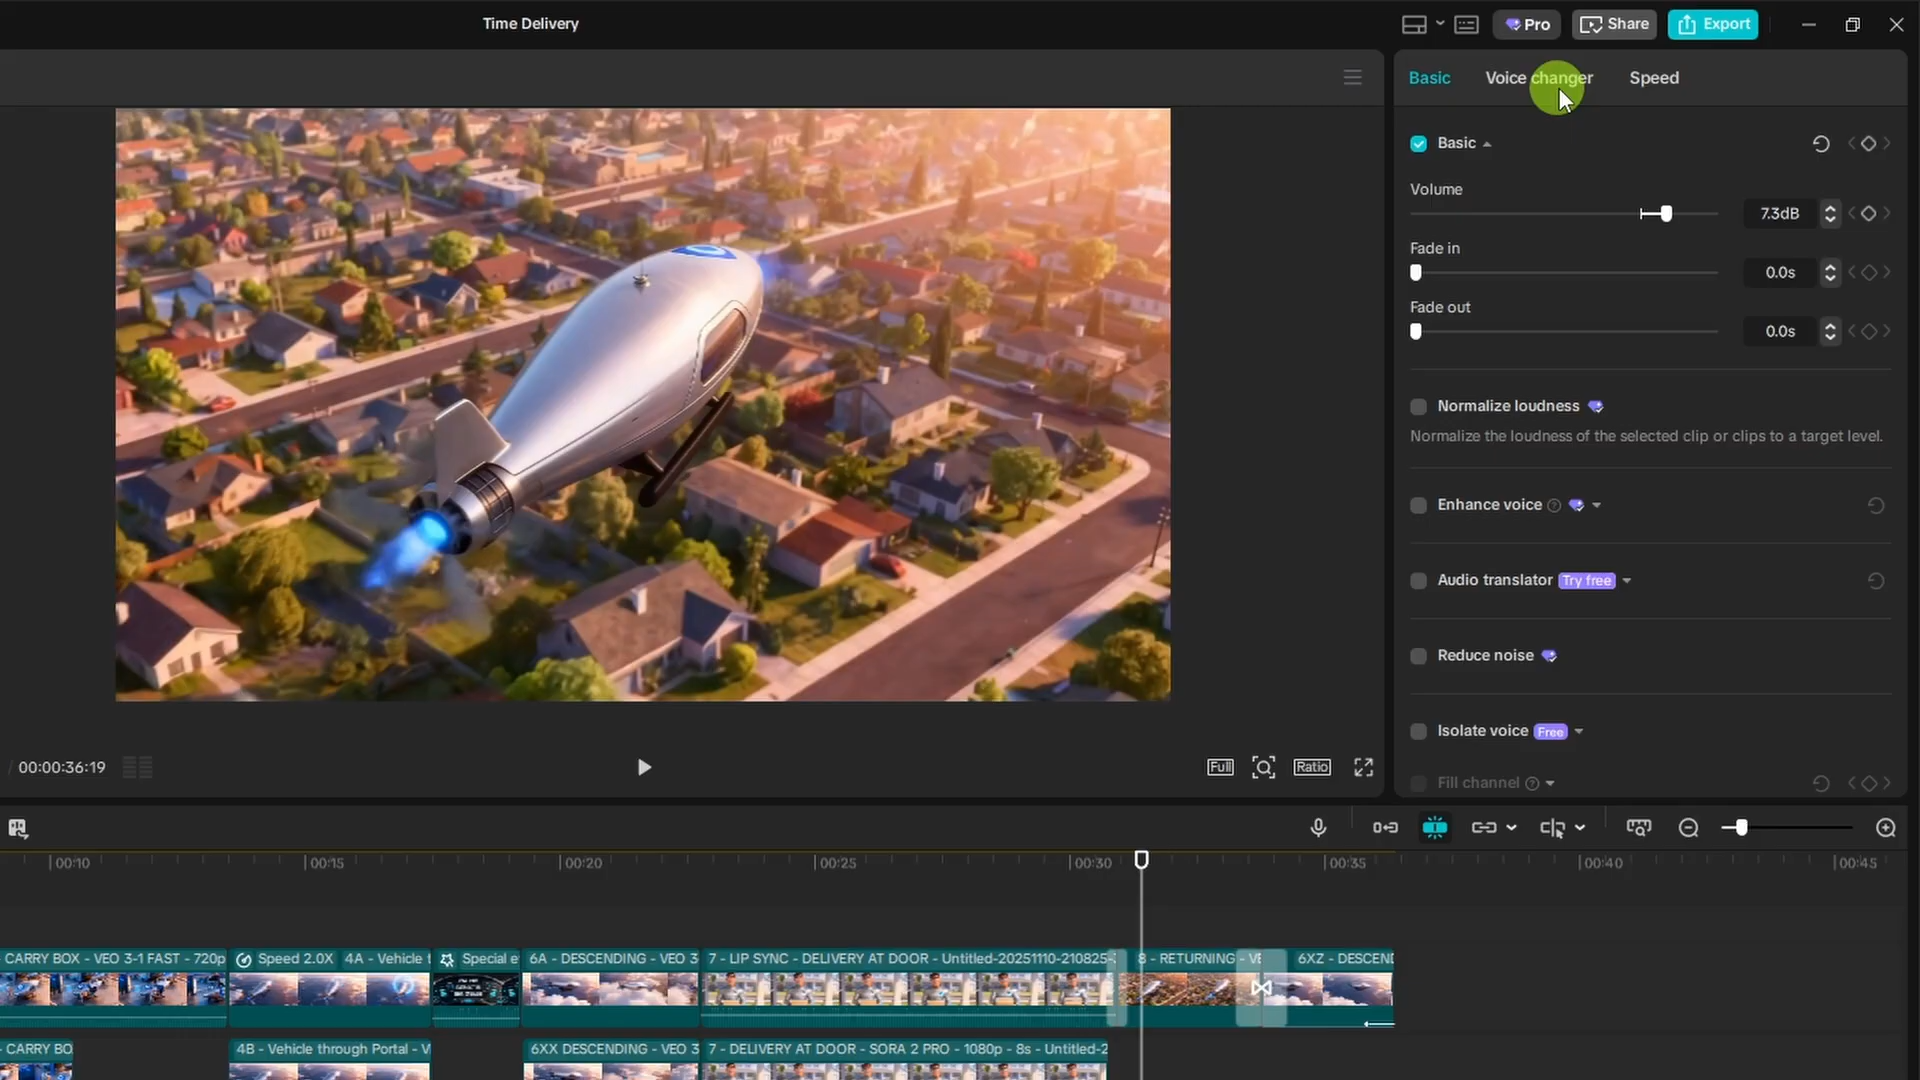 Time Delivery
Pro
Share
Export
Basic
Voice changer
Speed
Basic
Volume
7.3dB
Fade in
0.0s
Fade out
0.0s
Normalize loudness
Normalize the loudness of the selected clip or clips to a target level.
Enhance voice
Audio translator Try free
Reduce noise
Isolate voice Free
Fill channel
/ 00:00:36:19
Full
Ratio
00:10
00:15
00:20
00:25
00:30
00:35
00:40
00:45
CARRY BOX - VEO 3-1 FAST - 720p
Speed 2.0X 4A - Vehicle t
Special e
6A - DESCENDING - VEO 3
7 - LIP SYNC - DELIVERY AT DOOR - Untitled-20251110-210825-
8 - RETURNING - VE
6XZ - DESCEND
- CARRY BO
4B - Vehicle through Portal - V
6XX DESCENDING - VEO 3
7 - DELIVERY AT DOOR - SORA 2 PRO - 1080p - 8s - Untitled-2